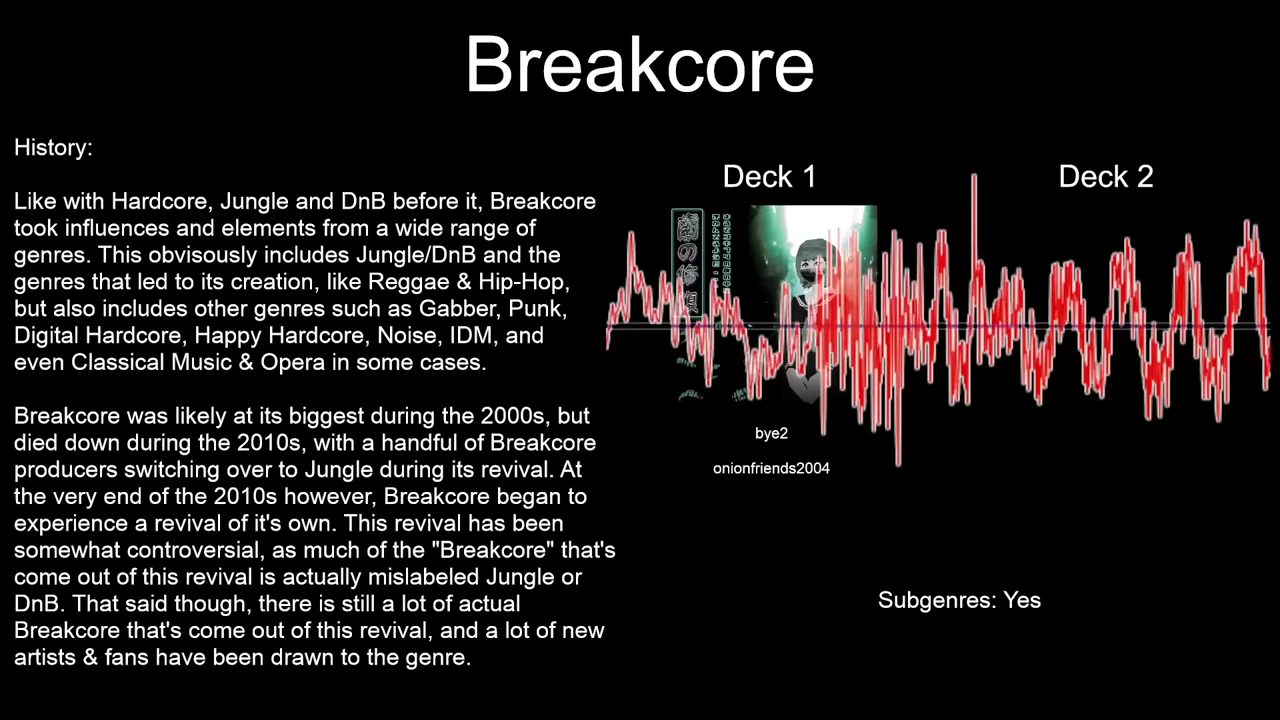 Breakcore
History:
Like with Hardcore, Jungle and DnB before it, Breakcore
took influences and elements from a wide range of
genres. This obvisously includes Jungle/DnB and the
genres that led to its creation, like Reggae & Hip-Hop,
but also includes other genres such as Gabber, Punk,
Digital Hardcore, Happy Hardcore, Noise, IDM, and
even Classical Music & Opera in some cases.
Breakcore was likely at its biggest during the 2000s, but
died down during the 2010s, with a handful of Breakcore
producers switching over to Jungle during its revival. At
the very end of the 2010s however, Breakcore began to
experience a revival of it's own. This revival has been
somewhat controversial, as much of the "Breakcore" that's
come out of this revival is actually mislabeled Jungle or
DnB. That said though, there is still a lot of actual
Breakcore that's come out of this revival, and a lot of new
artists & fans have been drawn to the genre.
Deck 1
Deck 2
bye2
onionfriends2004
Subgenres: Yes